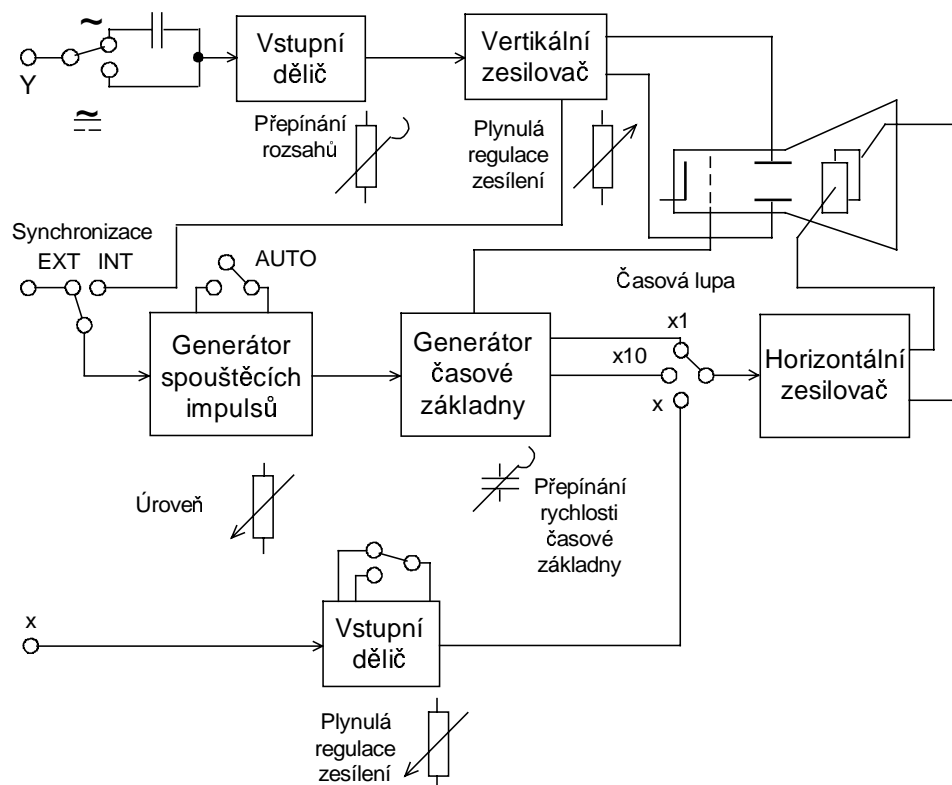 ~
Y
≂
Vstupní
dělič
Vertikální
zesilovač
Přepínání
rozsahů
Plynulá
regulace
zesílení
Synchronizace
EXT INT
AUTO
Časová lupa
Generátor
spouštěcích
impulsů
Generátor
časové
základny
x1
x10
x
Horizontální
zesilovač
Úroveň
Přepínání
rychlosti
časové
základny
x
Vstupní
dělič
Plynulá
regulace
zesílení